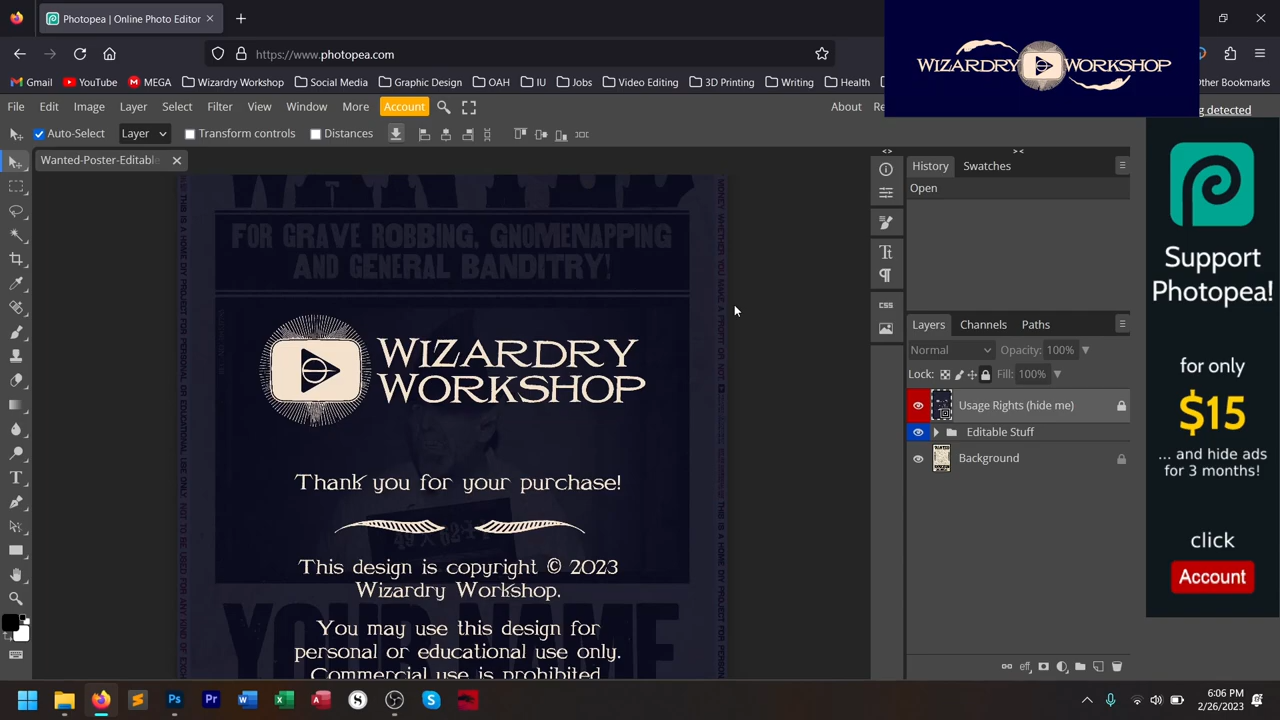 Photopea | Online Photo Editor
https://www.photopea.com
Gmail YouTube MEGA Wizardry Workshop Social Media Graphic Design OAH IU Jobs Video Editing 3D Printing Writing Health Other Bookmarks
WIZARDRY WORKSHOP
File Edit Image Layer Select Filter View Window More Account About
detected
Auto-Select Layer Transform controls Distances
Wanted-Poster-Editable
History Swatches
Open
FOR GRAVE ROBBING, GNOMENAPPING
AND GENERAL BANDITRY!
WIZARDRY
WORKSHOP
Thank you for your purchase!
This design is copyright © 2023
Wizardry Workshop.
You may use this design for
personal or educational use only.
Commercial use is prohibited
YOUR NAME
CSS
Layers Channels Paths
Normal Opacity: 100%
Lock: Fill: 100%
Usage Rights (hide me)
Editable Stuff
Background
eff
Support
Photopea!
for only
$15
... and hide ads
for 3 months!
click
Account
6:06 PM
2/26/2023